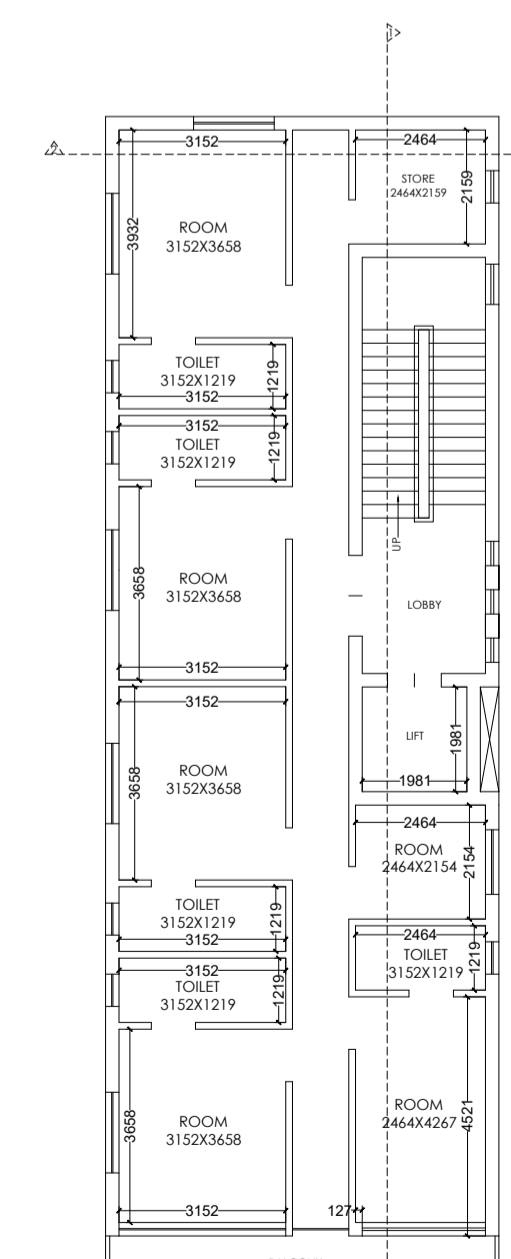 1
2
3152
2464
STORE
2464X2159
2159
3932
ROOM
3152X3658
TOILET
3152X1219
1219
3152
3152
TOILET
3152X1219
1219
UP
3658
ROOM
3152X3658
LOBBY
3152
3152
LIFT
1981
1981
3658
ROOM
3152X3658
2464
ROOM
2464X2154
2154
TOILET
3152X1219
1219
3152
2464
TOILET
3152X1219
1219
3152
TOILET
3152X1219
1219
ROOM
2464X4267
4521
3658
ROOM
3152X3658
3152
127